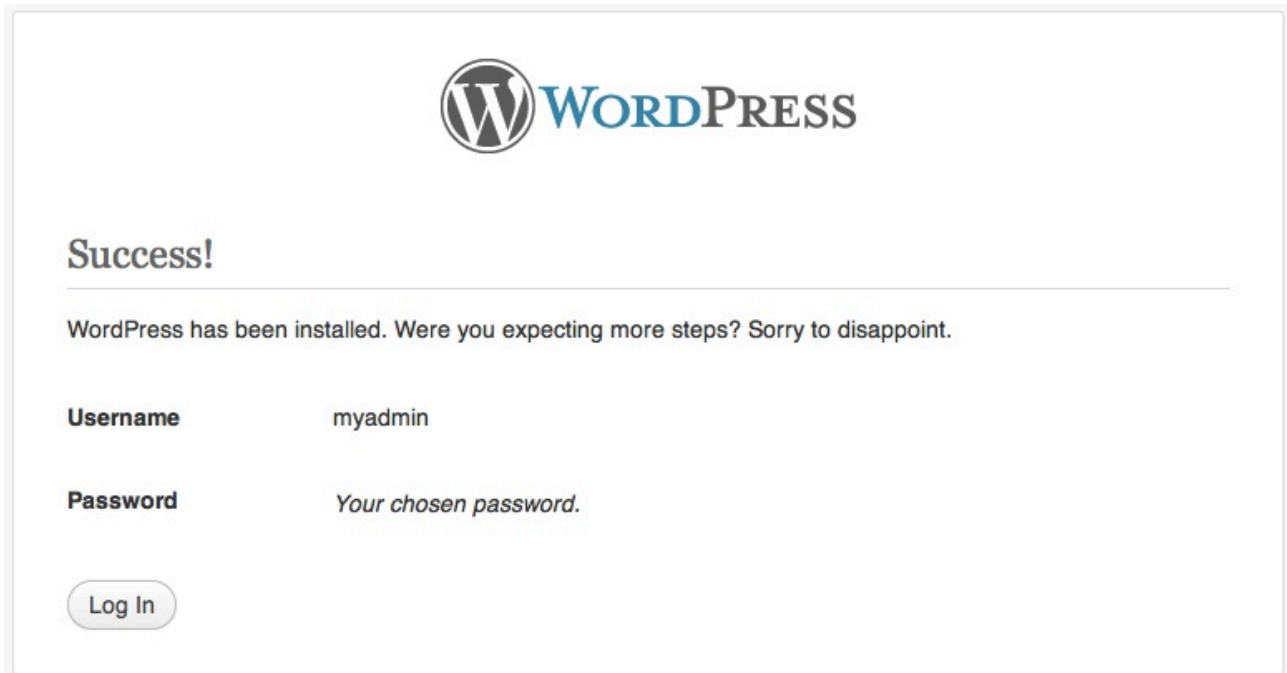 WORDPRESS
Success!
WordPress has been installed. Were you expecting more steps? Sorry to disappoint.
Username myadmin
Password Your chosen password.
Log In